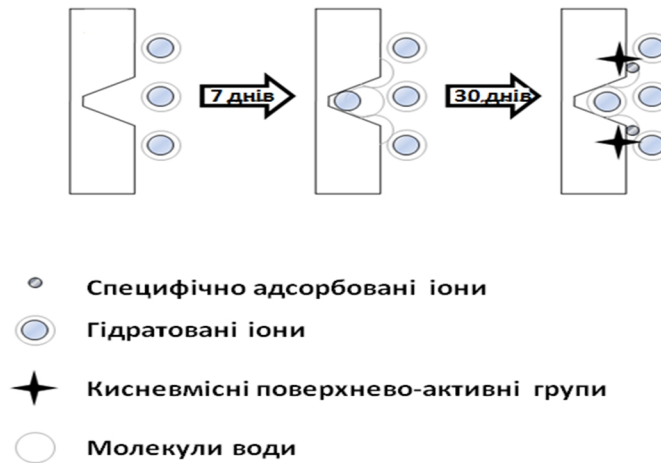 7 днів
30 днів
Специфічно адсорбовані іони
Гідратовані іони
Кисневмісні поверхнево-активні групи
Молекули води